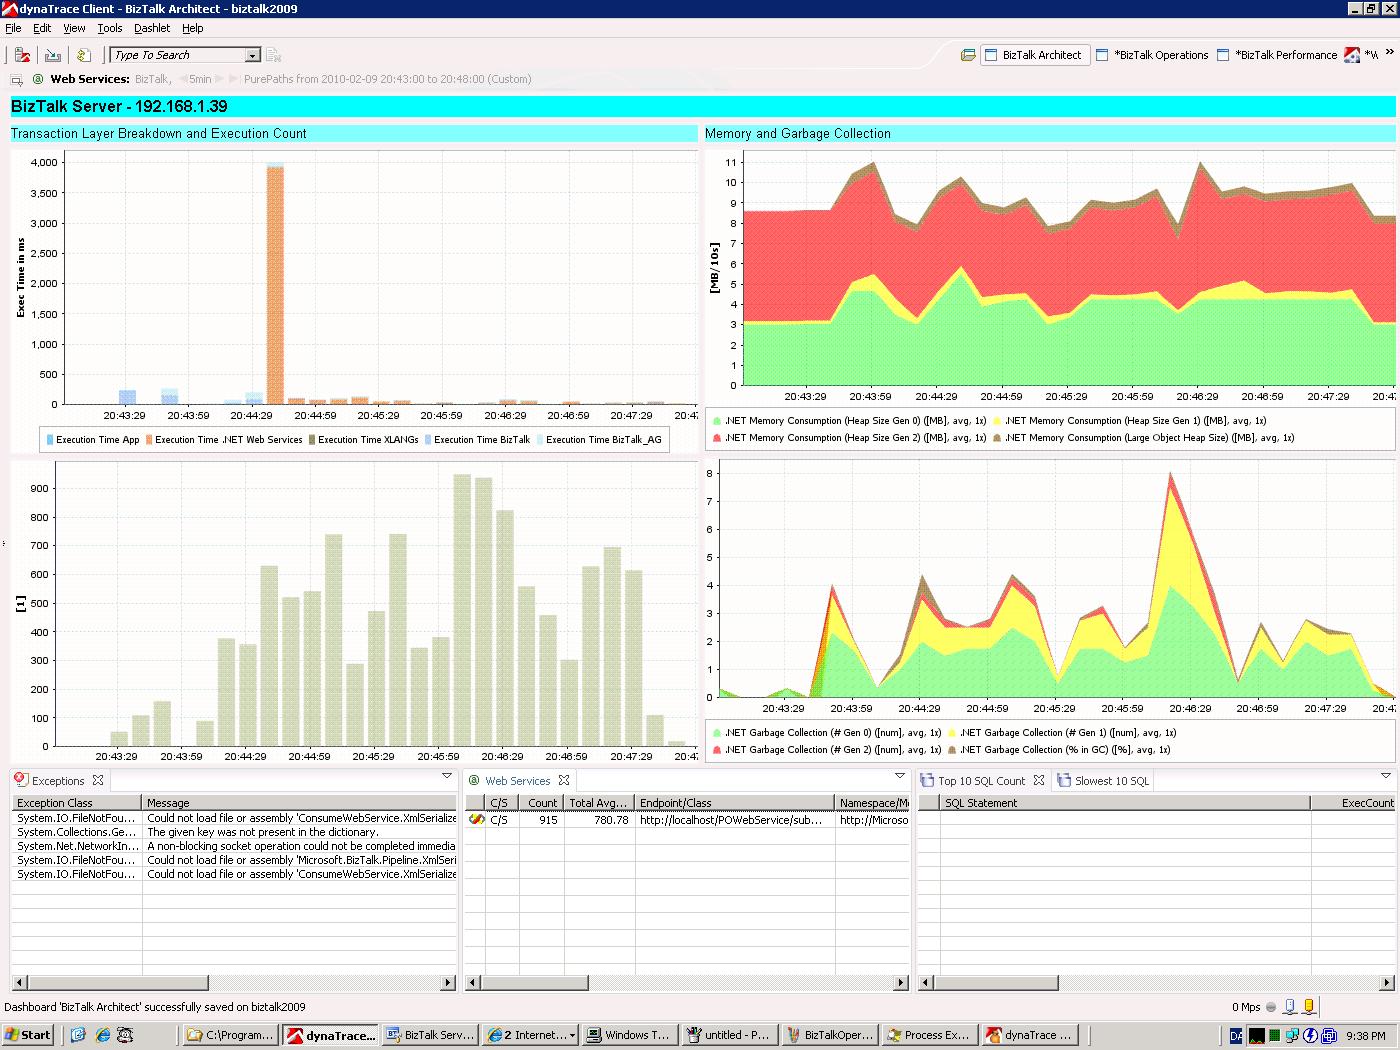 dynaTrace Client - BizTalk Architect - biztalk2009
File Edit View Tools Dashlet Help
Type To Search
BizTalk Architect *BizTalk Operations *BizTalk Performance *V »
Web Services: BizTalk, 5min PurePaths from 2010-02-09 20:43:00 to 20:48:00 (Custom)
BizTalk Server - 192.168.1.39
Transaction Layer Breakdown and Execution Count
4,000
3,500
3,000
2,500
2,000
1,500
1,000
500
0
Exec Time in ms
20:43:29 20:43:59 20:44:29 20:44:59 20:45:29 20:45:59 20:46:29 20:46:59 20:47:29 20:47
Execution Time App Execution Time .NET Web Services Execution Time XLANGs Execution Time BizTalk Execution Time BizTalk_AG
900
800
700
600
500
400
300
200
100
0
[1]
20:43:29 20:43:59 20:44:29 20:44:59 20:45:29 20:45:59 20:46:29 20:46:59 20:47:29 20:47
Memory and Garbage Collection
11
10
9
8
7
6
5
4
3
2
1
0
[MB/10s]
20:43:29 20:43:59 20:44:29 20:44:59 20:45:29 20:45:59 20:46:29 20:46:59 20:47:29 20:47
.NET Memory Consumption (Heap Size Gen 0) ([MB], avg, 1x) .NET Memory Consumption (Heap Size Gen 1) ([MB], avg, 1x)
.NET Memory Consumption (Heap Size Gen 2) ([MB], avg, 1x) .NET Memory Consumption (Large Object Heap Size) ([MB], avg, 1x)
8
7
6
5
4
3
2
1
0
20:43:29 20:43:59 20:44:29 20:44:59 20:45:29 20:45:59 20:46:29 20:46:59 20:47:29 20:47
.NET Garbage Collection (# Gen 0) ([num], avg, 1x) .NET Garbage Collection (# Gen 1) ([num], avg, 1x)
.NET Garbage Collection (# Gen 2) ([num], avg, 1x) .NET Garbage Collection (% in GC) ([%], avg, 1x)
Exceptions
Exception Class Message
System.IO.FileNotFou... Could not load file or assembly 'ConsumeWebService.XmlSerialize
System.Collections.Ge... The given key was not present in the dictionary.
System.Net.NetworkIn... A non-blocking socket operation could not be completed immedia
System.IO.FileNotFou... Could not load file or assembly 'Microsoft.BizTalk.Pipeline.XmlSeri
System.IO.FileNotFou... Could not load file or assembly 'ConsumeWebService.XmlSerialize
Web Services
C/S Count Total Avg... Endpoint/Class Namespace/M
C/S 915 780.78 http://localhost/POWebService/sub... http://Microso
Top 10 SQL Count Slowest 10 SQL
SQL Statement ExecCount
Dashboard 'BizTalk Architect' successfully saved on biztalk2009
0 Mps
Start C:\Program... dynaTrace... BizTalk Serv... 2 Internet... Windows T... untitled - P... BizTalkOper... Process Ex... dynaTrace ... DA 9:38 PM